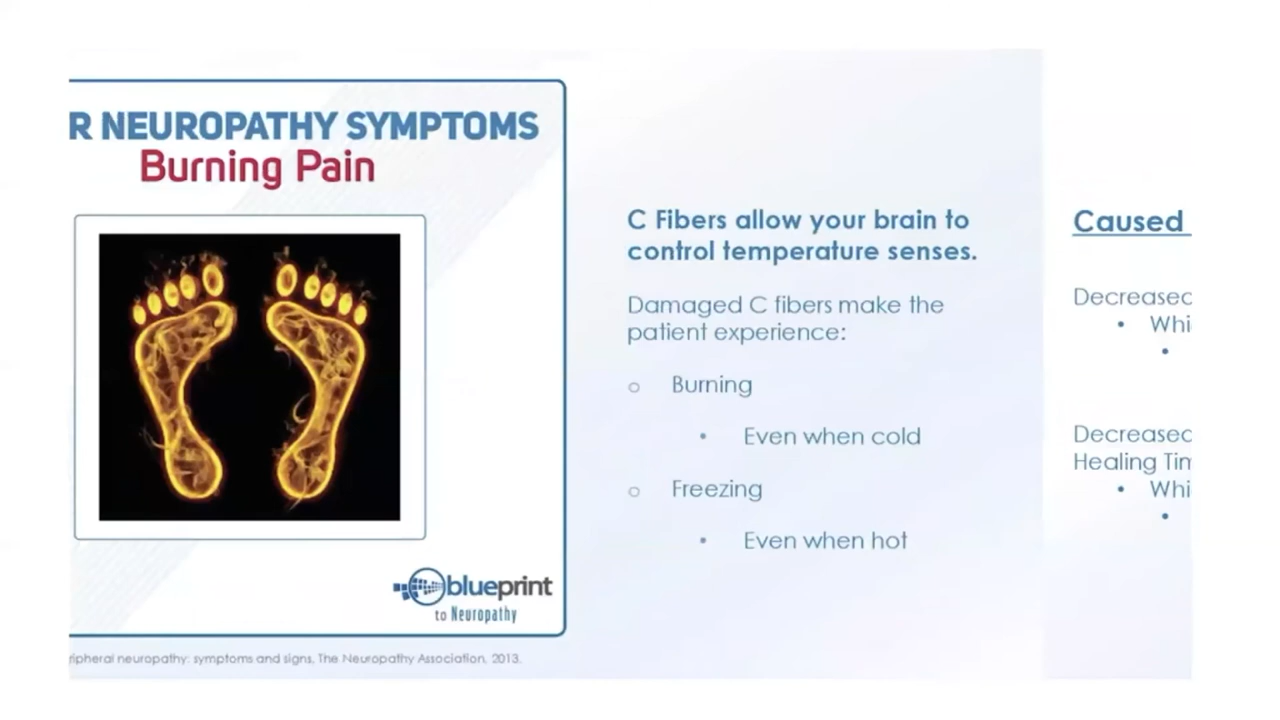 R NEUROPATHY SYMPTOMS
Burning Pain
blueprint
to Neuropathy
ripheral neuropathy: symptoms and signs. The Neuropathy Association, 2013.
C Fibers allow your brain to
control temperature senses.
Damaged C fibers make the
patient experience:
Burning
Even when cold
Freezing
Even when hot
Caused
Decreased
Whi
Decreased
Healing Tim
Whi